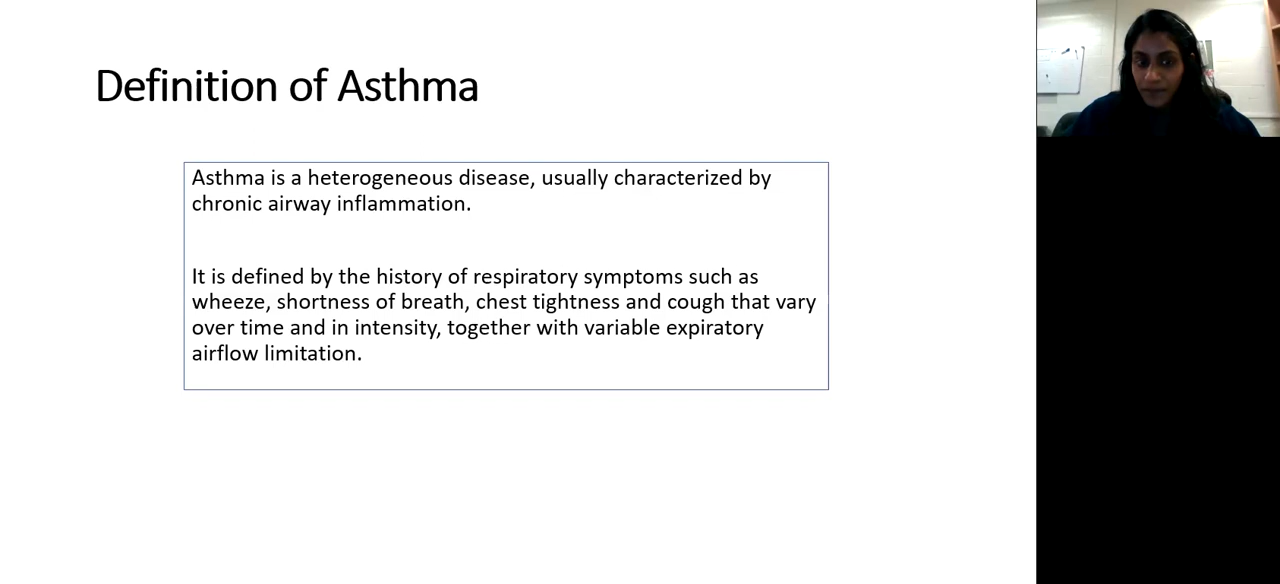 Definition of Asthma
Asthma is a heterogeneous disease, usually characterized by
chronic airway inflammation.
It is defined by the history of respiratory symptoms such as
wheeze, shortness of breath, chest tightness and cough that vary
over time and in intensity, together with variable expiratory
airflow limitation.